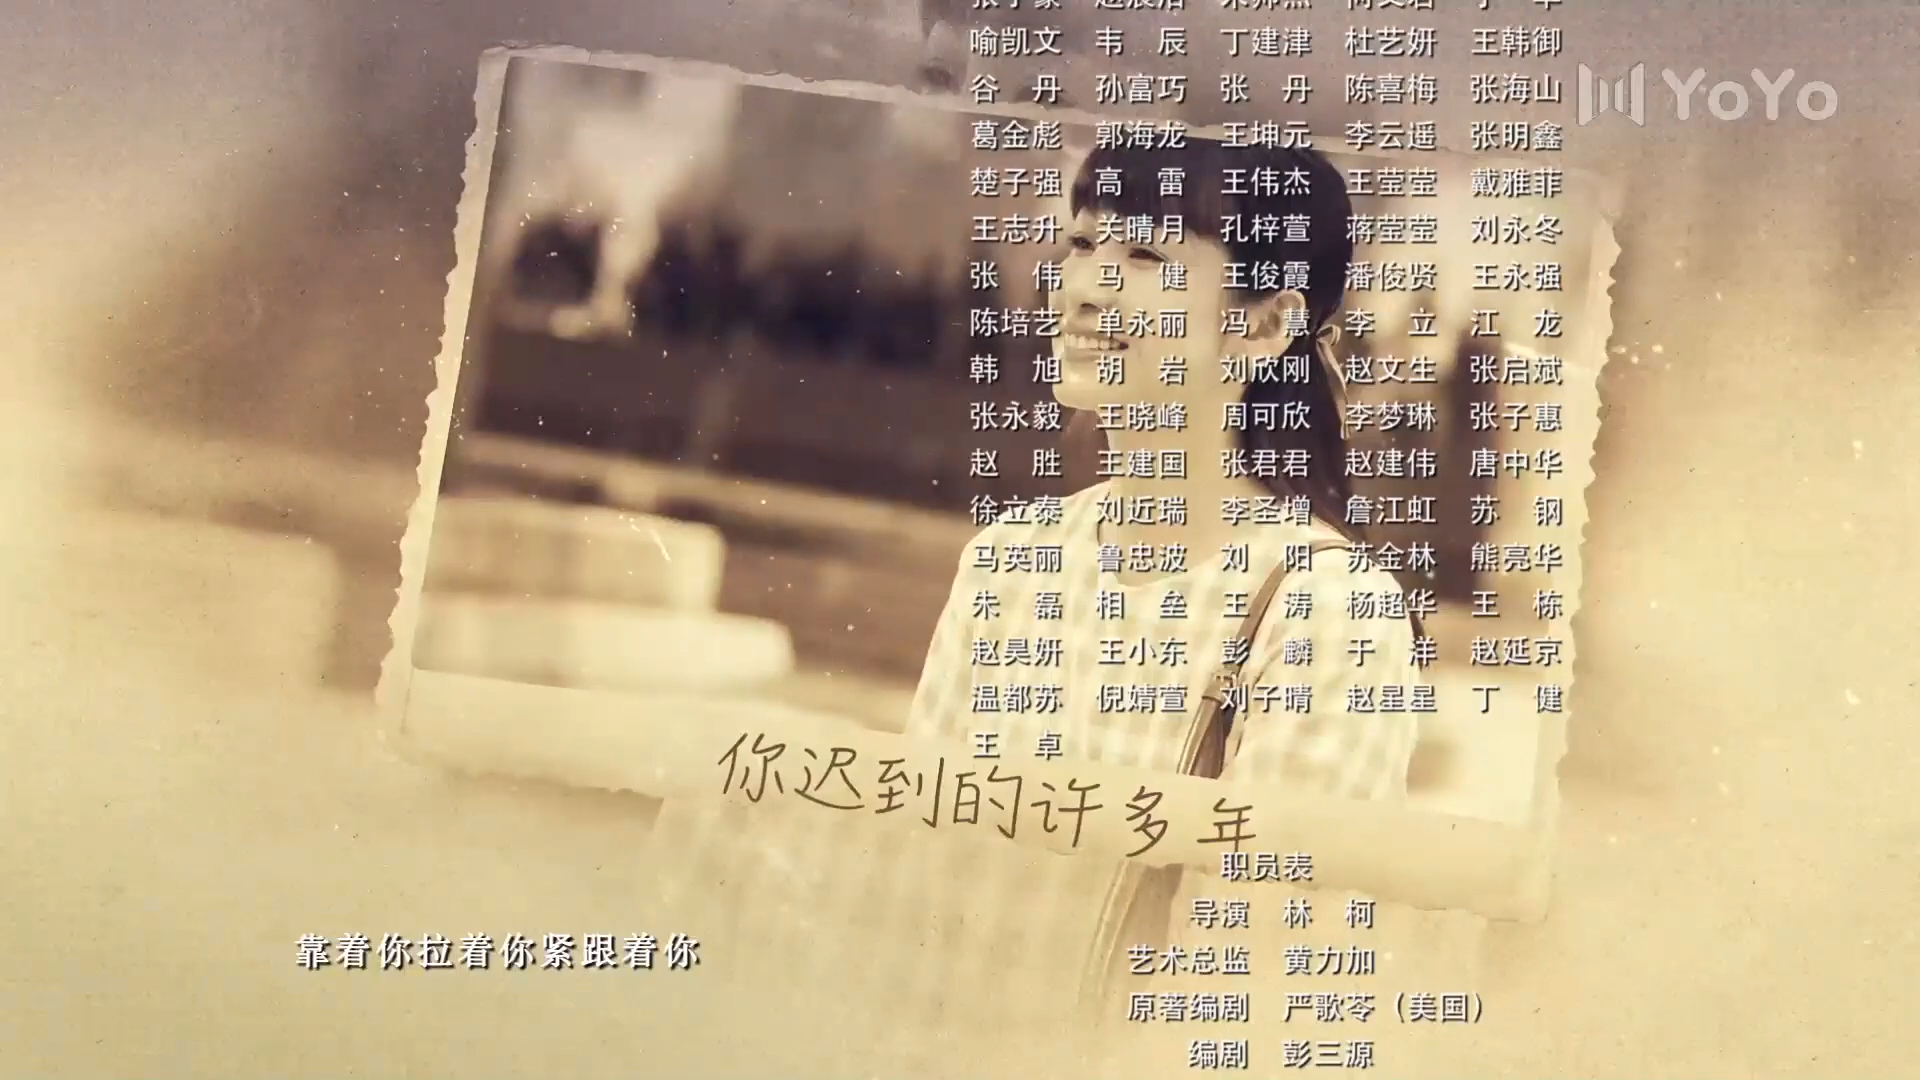 喻凯文 韦 辰 丁建津 杜艺妍 王韩御
谷 丹 孙富巧 张 丹 陈喜梅 张海山
YoYo
葛金彪 郭海龙 王坤元 李云遥 张明鑫
楚子强 高 雷 王伟杰 王莹莹 戴雅菲
王志升 关晴月 孔梓萱 蒋莹莹 刘永冬
张 伟 马 健 王俊霞 潘俊贤 王永强
陈培艺 单永丽 冯 慧 李 立 江 龙
韩 旭 胡 岩 刘欣刚 赵文生 张启斌
张永毅 王晓峰 周可欣 李梦琳 张子惠
赵 胜 王建国 张君君 赵建伟 唐中华
徐立泰 刘近瑞 李圣增 詹江虹 苏 钢
马英丽 鲁忠波 刘 阳 苏金林 熊亮华
朱 磊 相 垒 王 涛 杨超华 王 栋
赵昊妍 王小东 彭 麟 于 洋 赵延京
温都苏 倪婧萱 刘子晴 赵星星 丁 健
王 卓
你迟到的许多年
职员表
导演 林 柯
靠着你拉着你紧跟着你
艺术总监 黄力加
原著编剧 严歌苓（美国）
编剧 彭三源